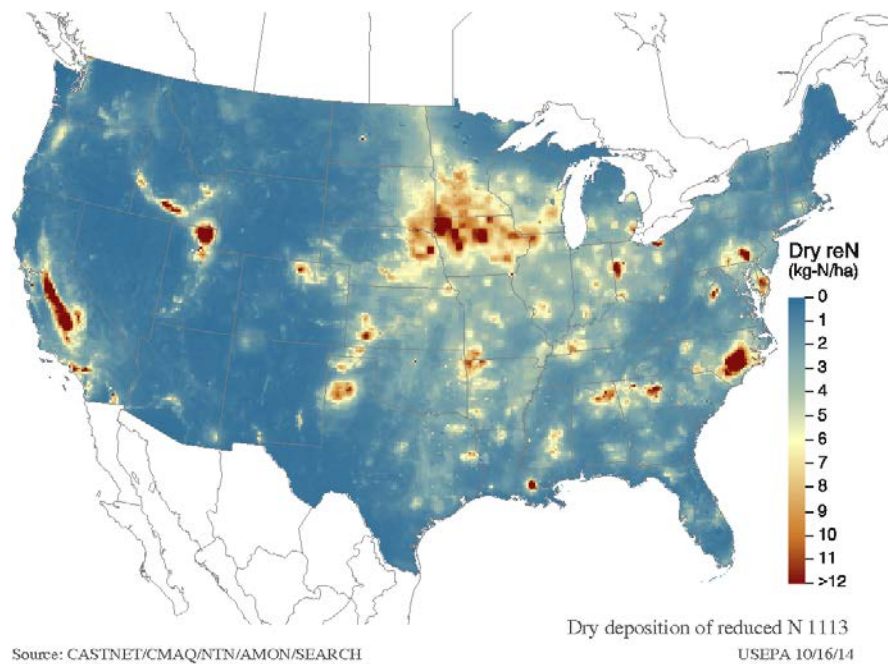 Dry reN
(kg-N/ha)
0
1
2
3
4
5
6
7
8
9
10
11
>12
Dry deposition of reduced N 1113
Source: CASTNET/CMAQ/NTN/AMON/SEARCH
USEPA 10/16/14